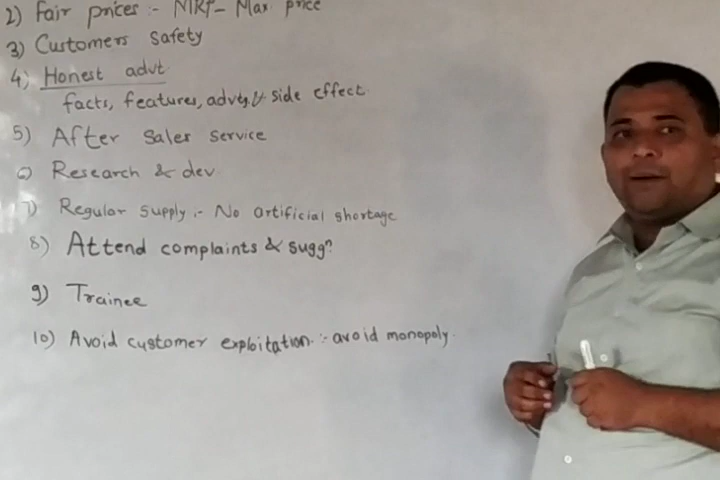 2) Fair prices :- MRP - Max price
3) Customers safety
4) Honest advt.
facts, features, advtg. & side effect.
5) After sales service
6) Research & dev
7) Regular supply :- No artificial shortage
8) Attend complaints & suggn
9) Trainee
10) Avoid customer exploitation :- avoid monopoly.